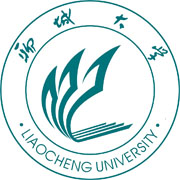 聊城大学
·LIAOCHENG UNIVERSITY·